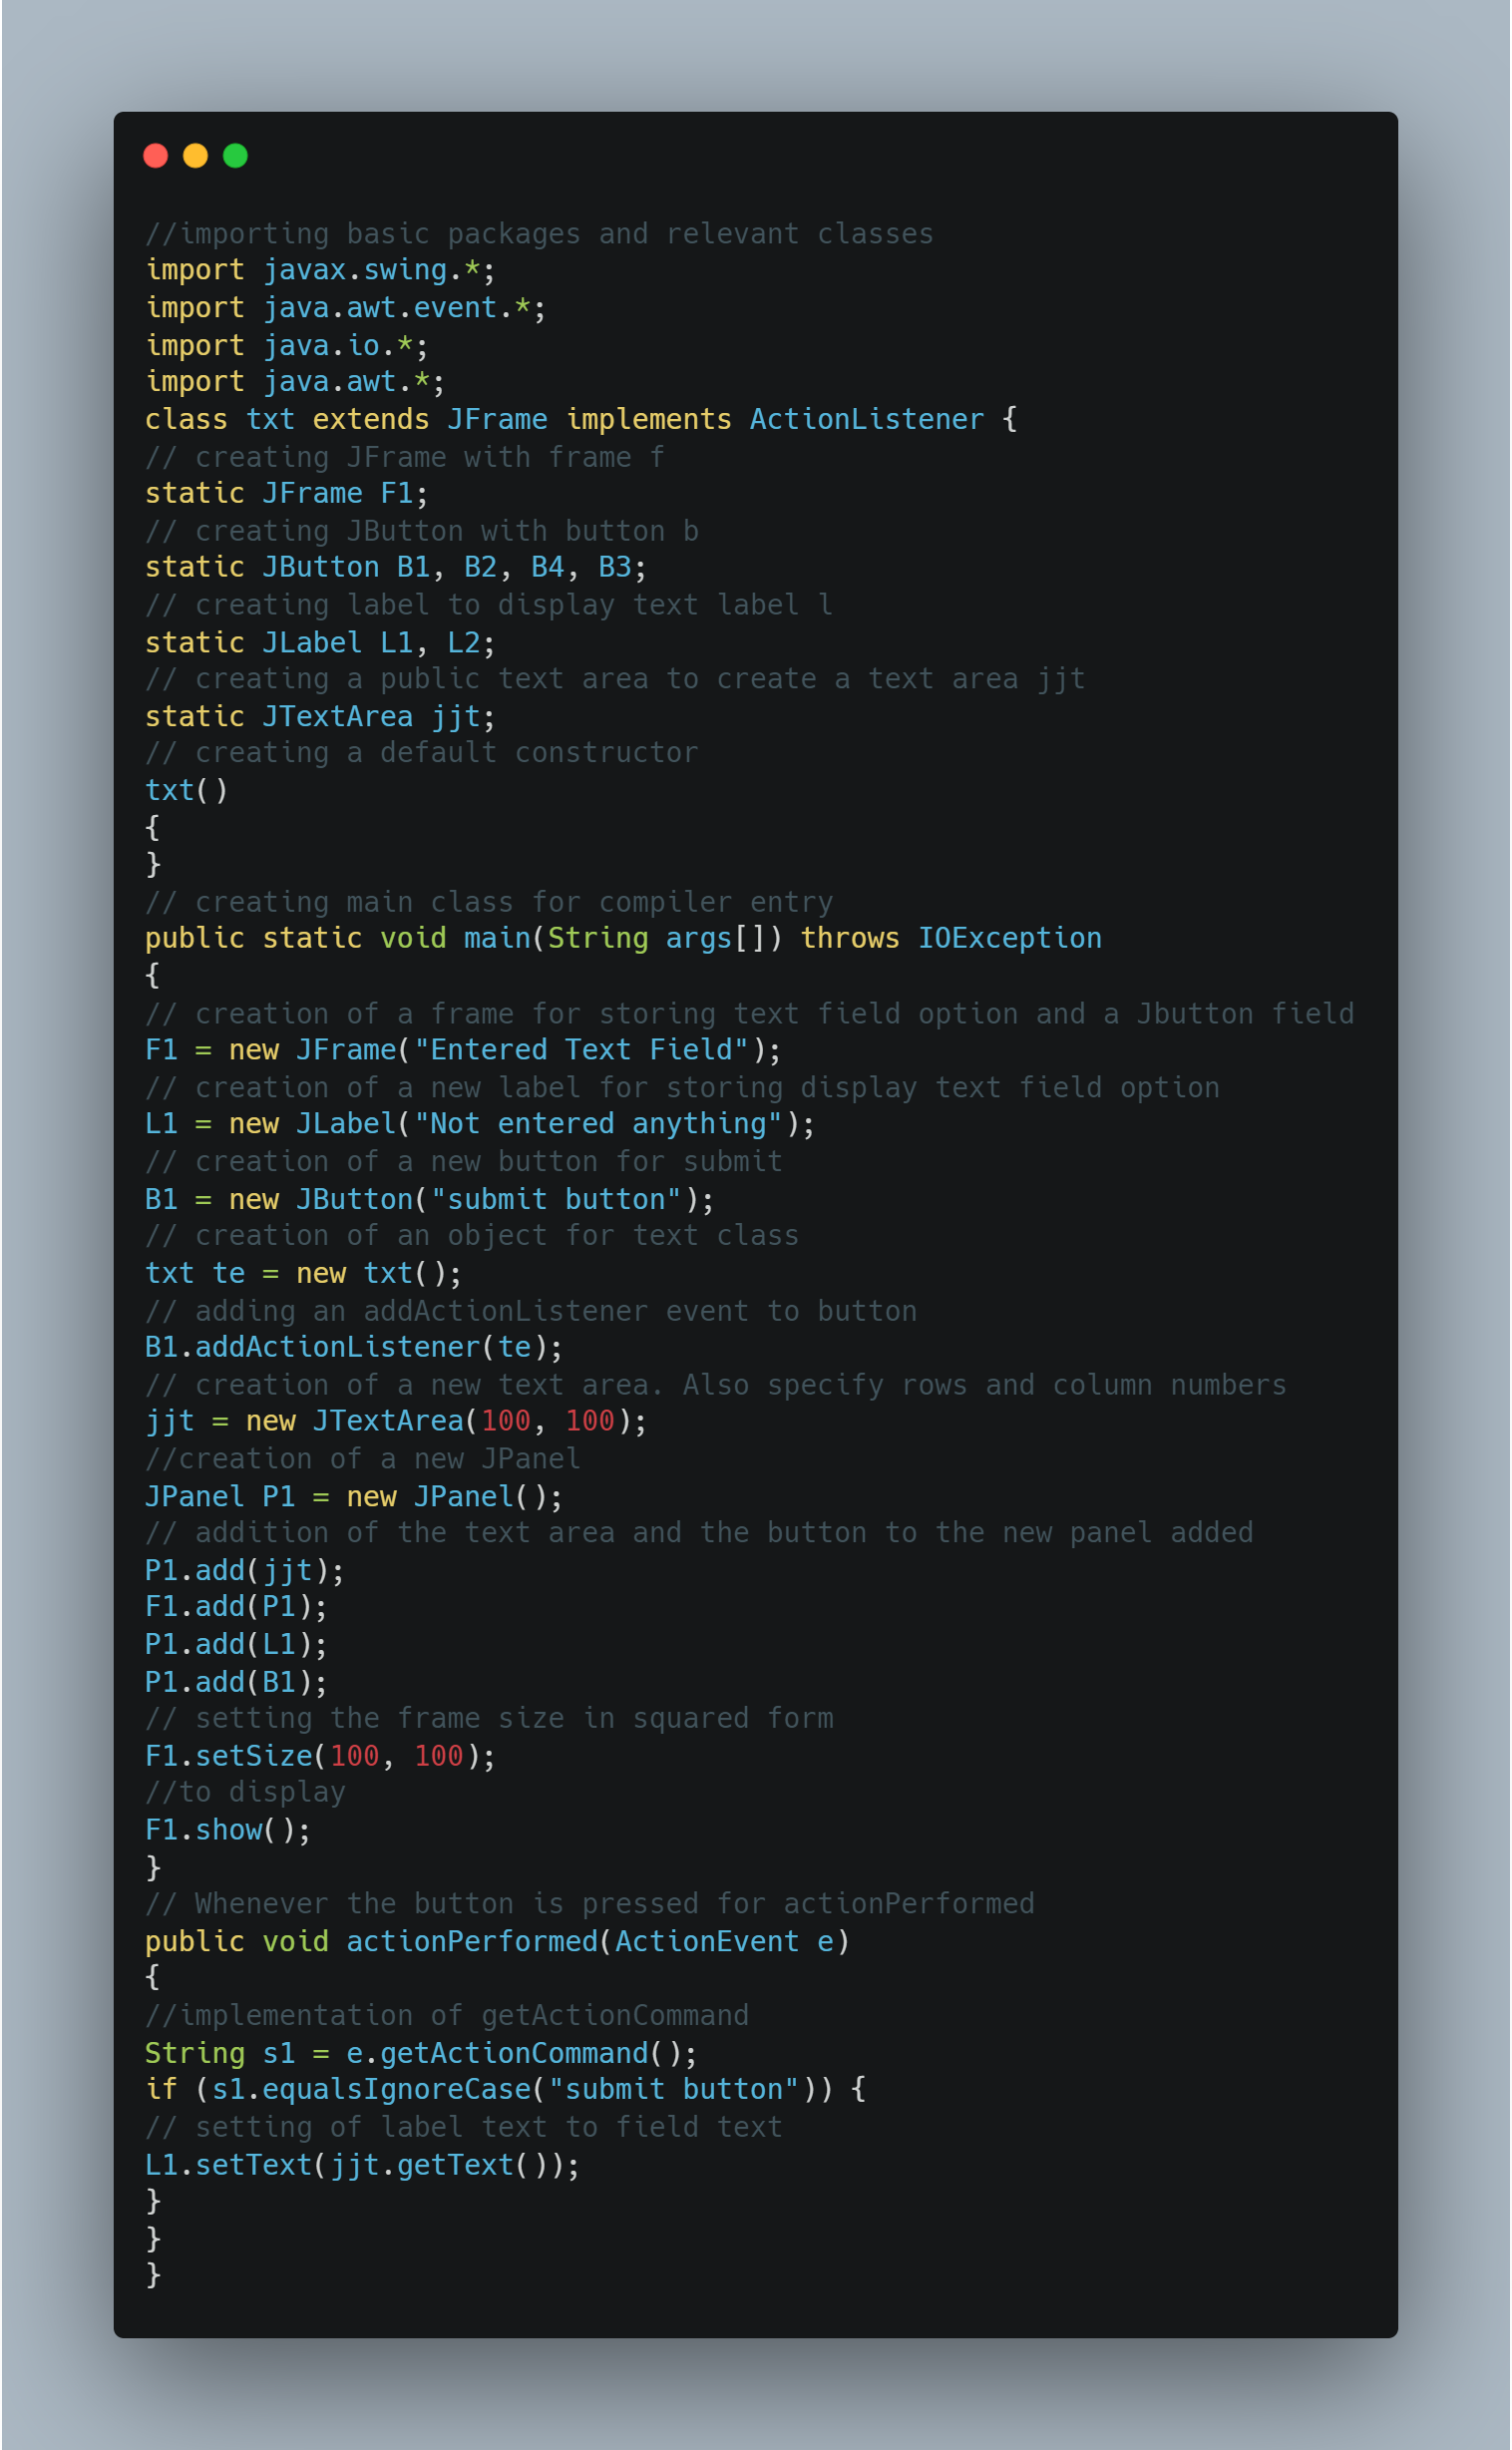 //importing basic packages and relevant classes
import javax.swing.*;
import java.awt.event.*;
import java.io.*;
import java.awt.*;
class txt extends JFrame implements ActionListener {
// creating JFrame with frame f
static JFrame F1;
// creating JButton with button b
static JButton B1, B2, B4, B3;
// creating label to display text label l
static JLabel L1, L2;
// creating a public text area to create a text area jjt
static JTextArea jjt;
// creating a default constructor
txt()
{
}
// creating main class for compiler entry
public static void main(String args[]) throws IOException
{
// creation of a frame for storing text field option and a Jbutton field
F1 = new JFrame("Entered Text Field");
// creation of a new label for storing display text field option
L1 = new JLabel("Not entered anything");
// creation of a new button for submit
B1 = new JButton("submit button");
// creation of an object for text class
txt te = new txt();
// adding an addActionListener event to button
B1.addActionListener(te);
// creation of a new text area. Also specify rows and column numbers
jjt = new JTextArea(100, 100);
//creation of a new JPanel
JPanel P1 = new JPanel();
// addition of the text area and the button to the new panel added
P1.add(jjt);
F1.add(P1);
P1.add(L1);
P1.add(B1);
// setting the frame size in squared form
F1.setSize(100, 100);
//to display
F1.show();
}
// Whenever the button is pressed for actionPerformed
public void actionPerformed(ActionEvent e)
{
//implementation of getActionCommand
String s1 = e.getActionCommand();
if (s1.equalsIgnoreCase("submit button")) {
// setting of label text to field text
L1.setText(jjt.getText());
}
}
}